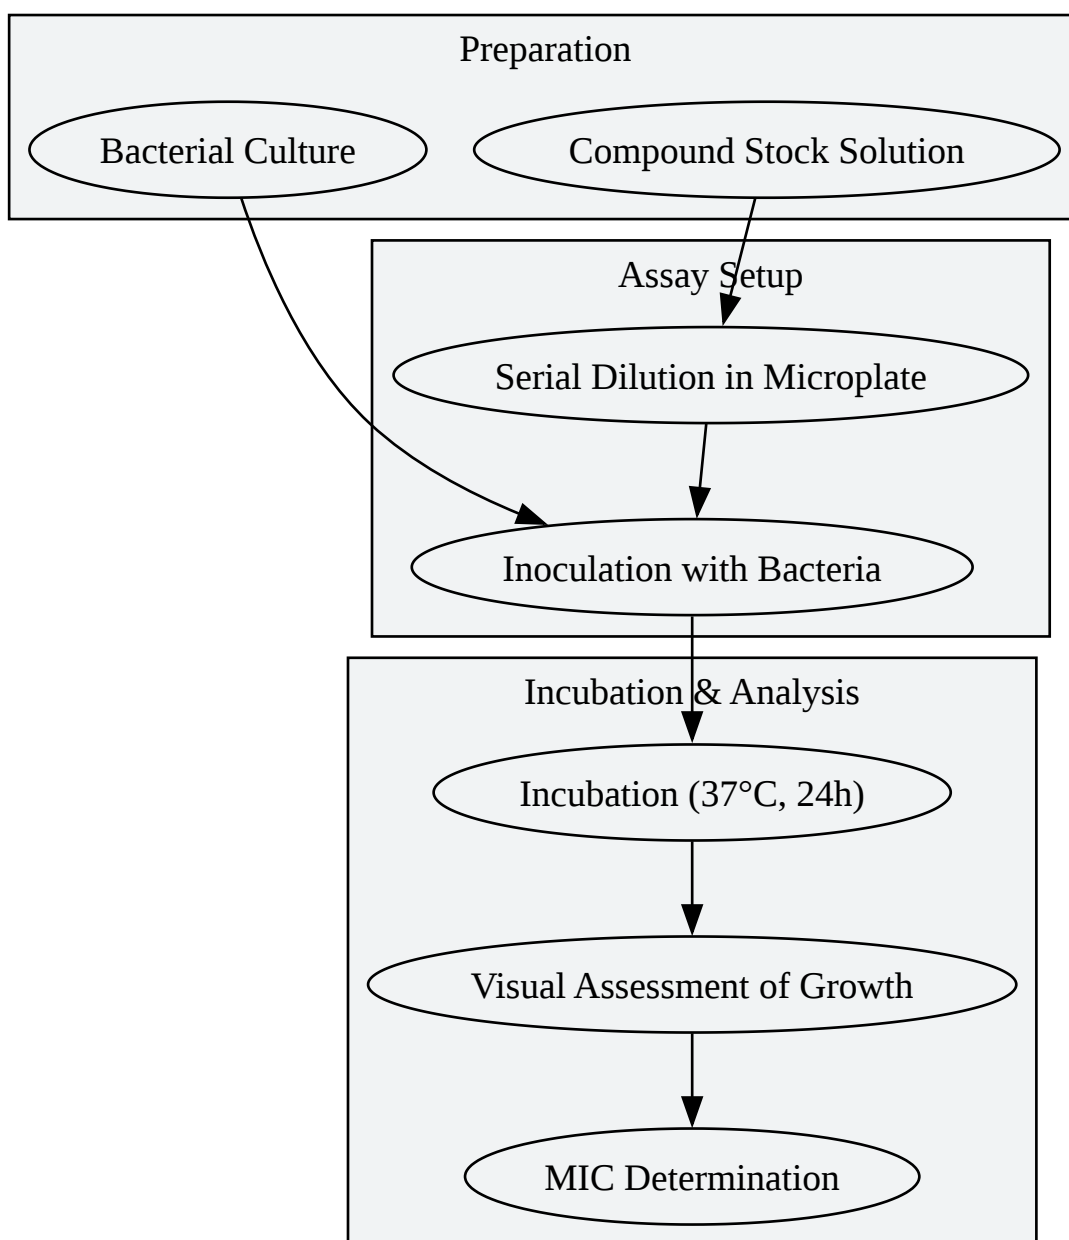 Preparation
Bacterial Culture
Compound Stock Solution
Assay Setup
Serial Dilution in Microplate
Inoculation with Bacteria
Incubation & Analysis
Incubation (37°C, 24h)
Visual Assessment of Growth
MIC Determination